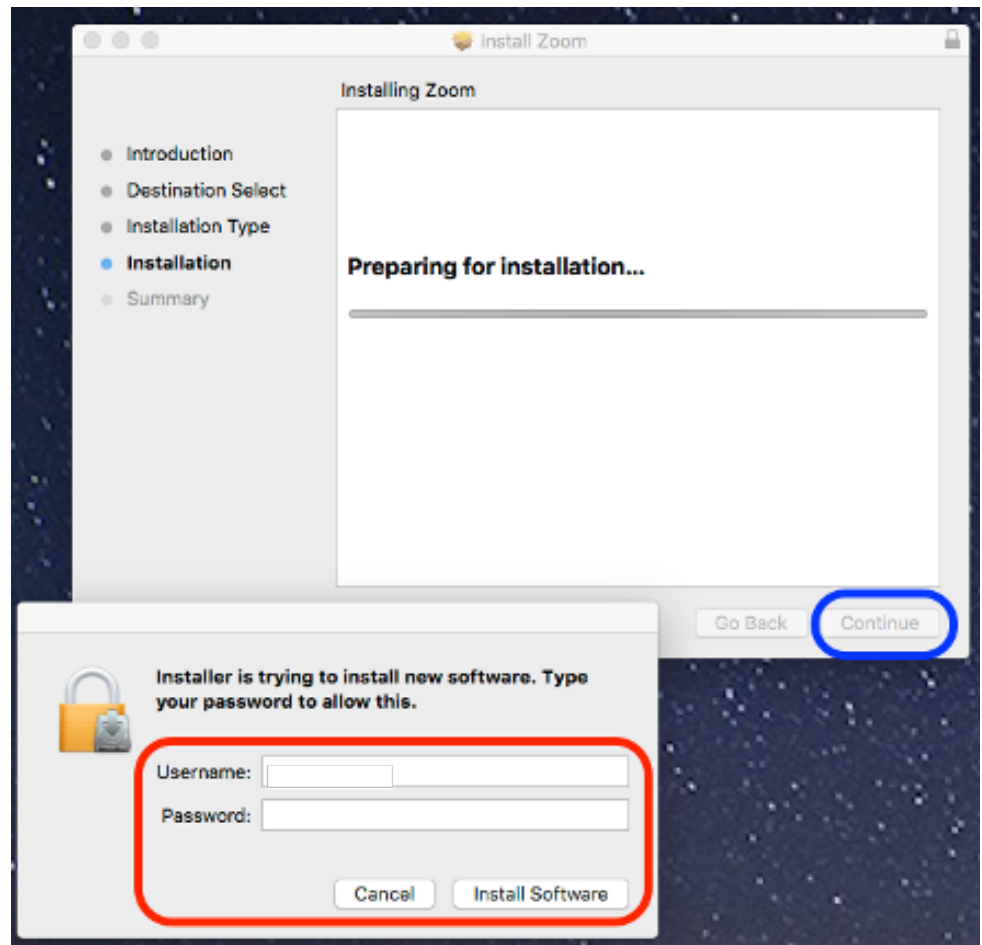 Install Zoom
Installing Zoom
Introduction
Destination Select
Installation Type
Installation
Summary
Preparing for installation...
Go Back
Continue
Installer is trying to install new software. Type
your password to allow this.
Username:
Password:
Cancel
Install Software